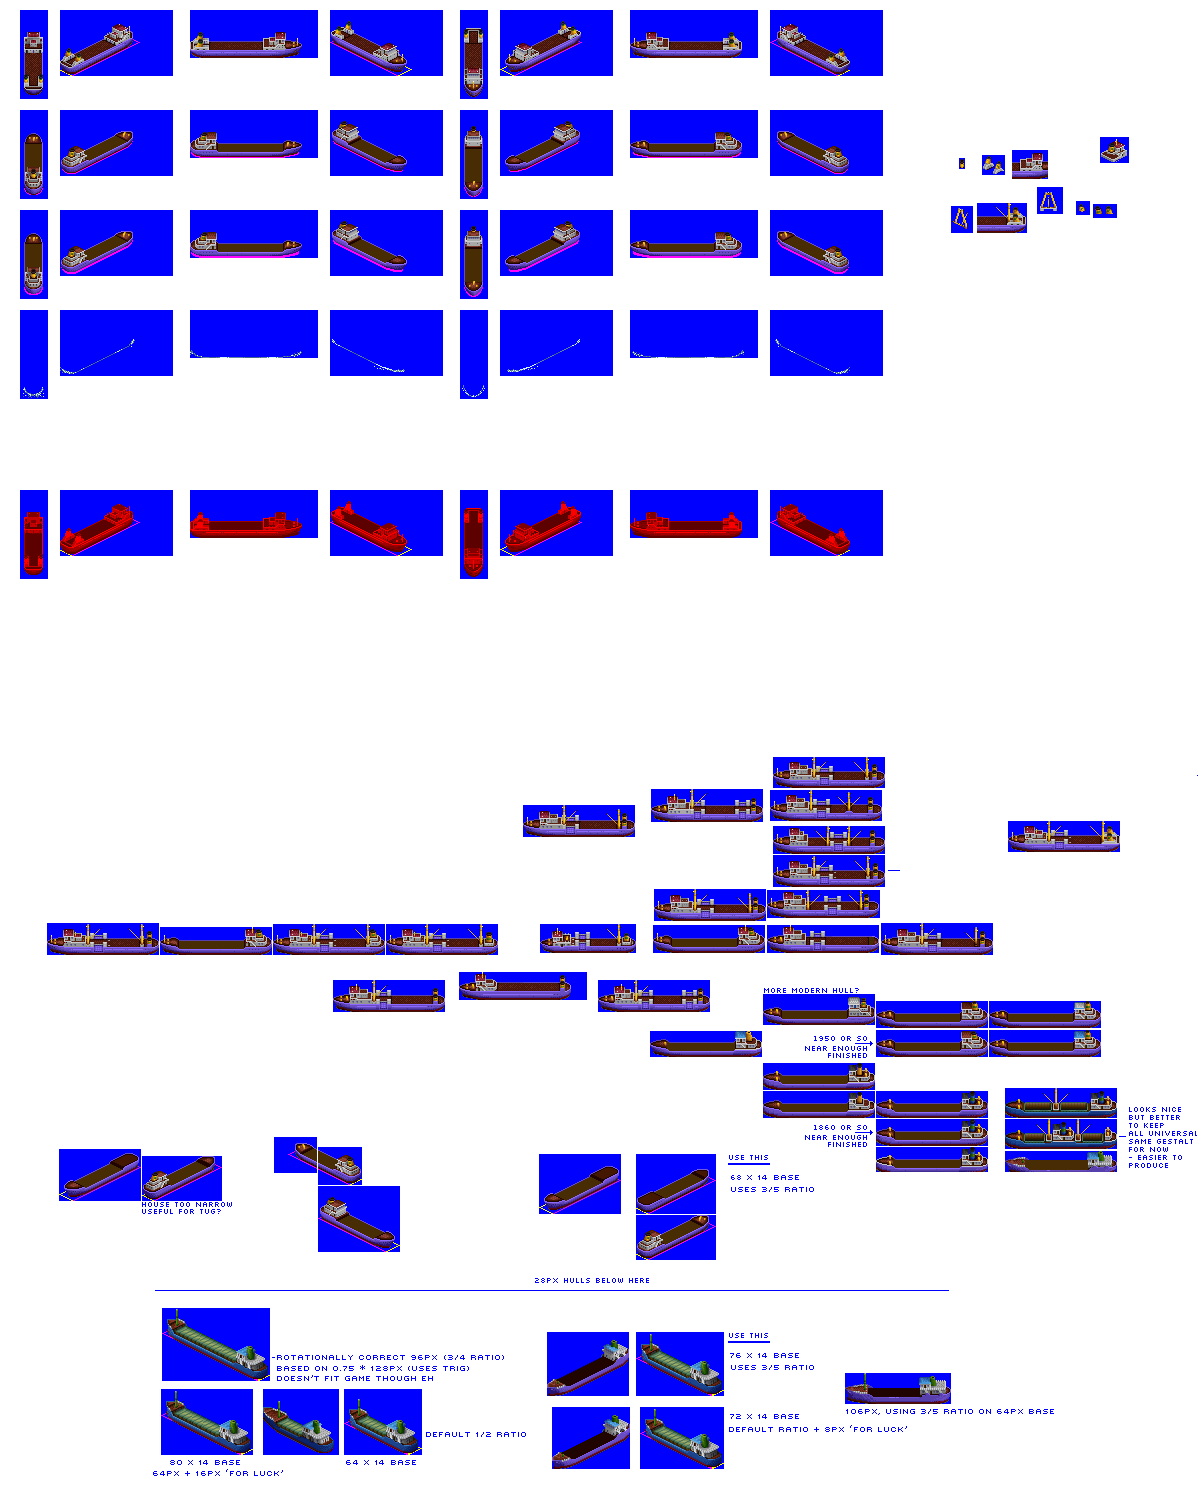 MORE MODERN HULL?
1950 OR SO
NEAR ENOUGH
FINISHED
1860 OR SO
NEAR ENOUGH
FINISHED
LOOKS NICE
BUT BETTER
TO KEEP
ALL UNIVERSAL
SAME GESTALT
FOR NOW
- EASIER TO
PRODUCE
HOUSE TOO NARROW
USEFUL FOR TUG?
USE THIS
68 X 14 BASE
USES 3/5 RATIO
28PX HULLS BELOW HERE
-ROTATIONALLY CORRECT 96PX (3/4 RATIO)
BASED ON 0.75 * 128PX (USES TRIG)
DOESN'T FIT GAME THOUGH EH
USE THIS
76 X 14 BASE
USES 3/5 RATIO
106PX, USING 3/5 RATIO ON 64PX BASE
72 X 14 BASE
DEFAULT RATIO + 8PX 'FOR LUCK'
DEFAULT 1/2 RATIO
80 X 14 BASE
64PX + 16PX 'FOR LUCK'
64 X 14 BASE